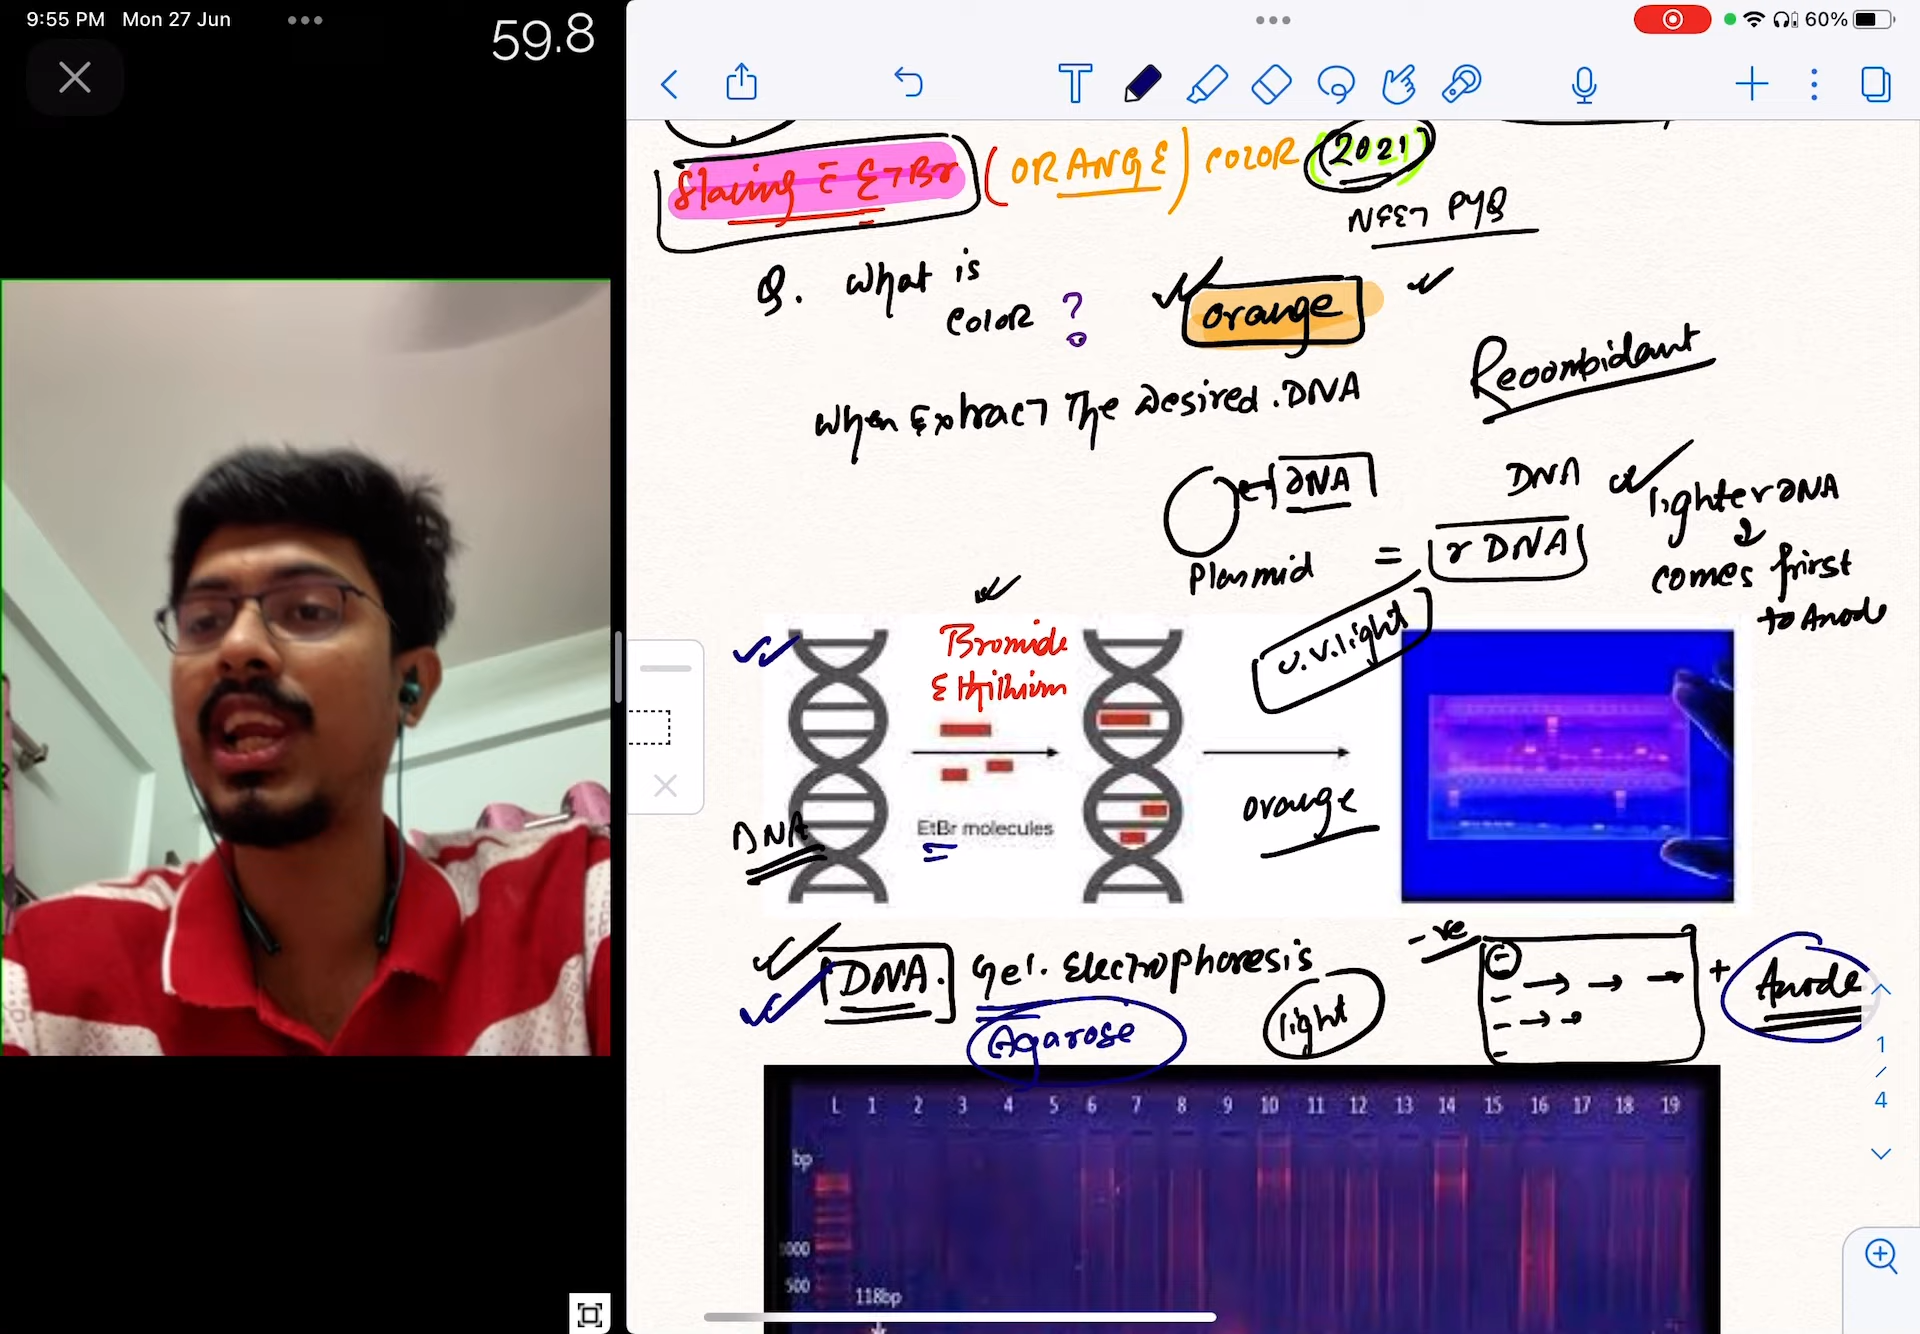 9:55 PM Mon 27 Jun
59.8
60%
Staining c̄ ETBr (ORANGE) COLOR (2021)
NEET PYQ
Q. What is
COLOR ?
orange
Recombidant
When Extract The Desired .DNA
DNA
DNA
lighter DNA
Plasmid = rDNA
comes frirst
to Anode
U.V. light
Bromide
EHtithium
EtBr molecules
orange
DNA
DNA. Gel. Electrophoresis
-ve
+ Anode
Agarose
light
1
/
4
L 1 2 3 4 5 6 7 8 9 10 11 12 13 14 15 16 17 18 19
bp
1000
500
118bp